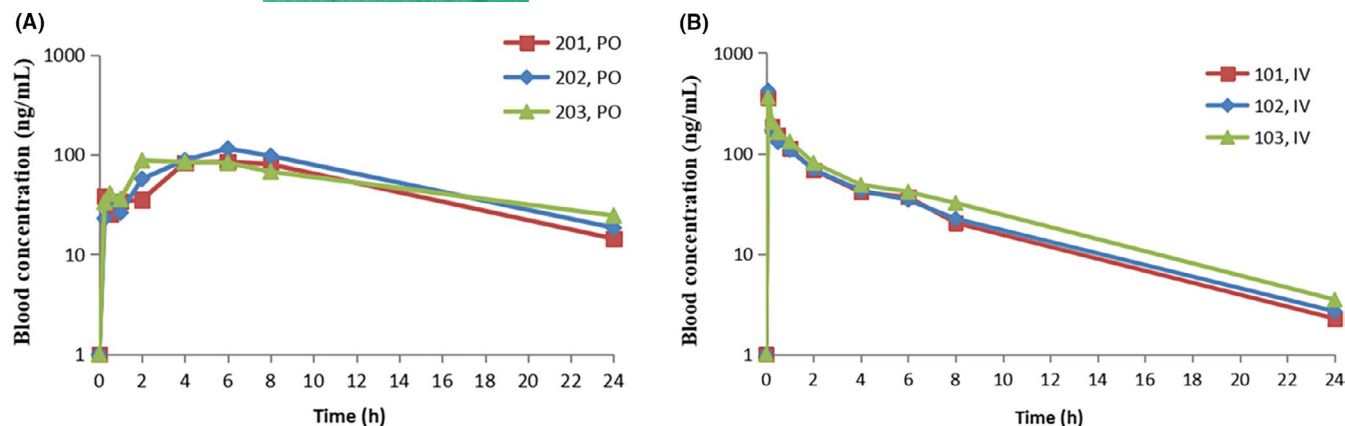 (A)
Blood concentration (ng/mL)
1000
100
10
1
0 2 4 6 8 10 12 14 16 18 20 22 24
Time (h)
201, PO
202, PO
203, PO
(B)
Blood concentration (ng/mL)
1000
100
10
1
0 2 4 6 8 10 12 14 16 18 20 22 24
Time (h)
101, IV
102, IV
103, IV